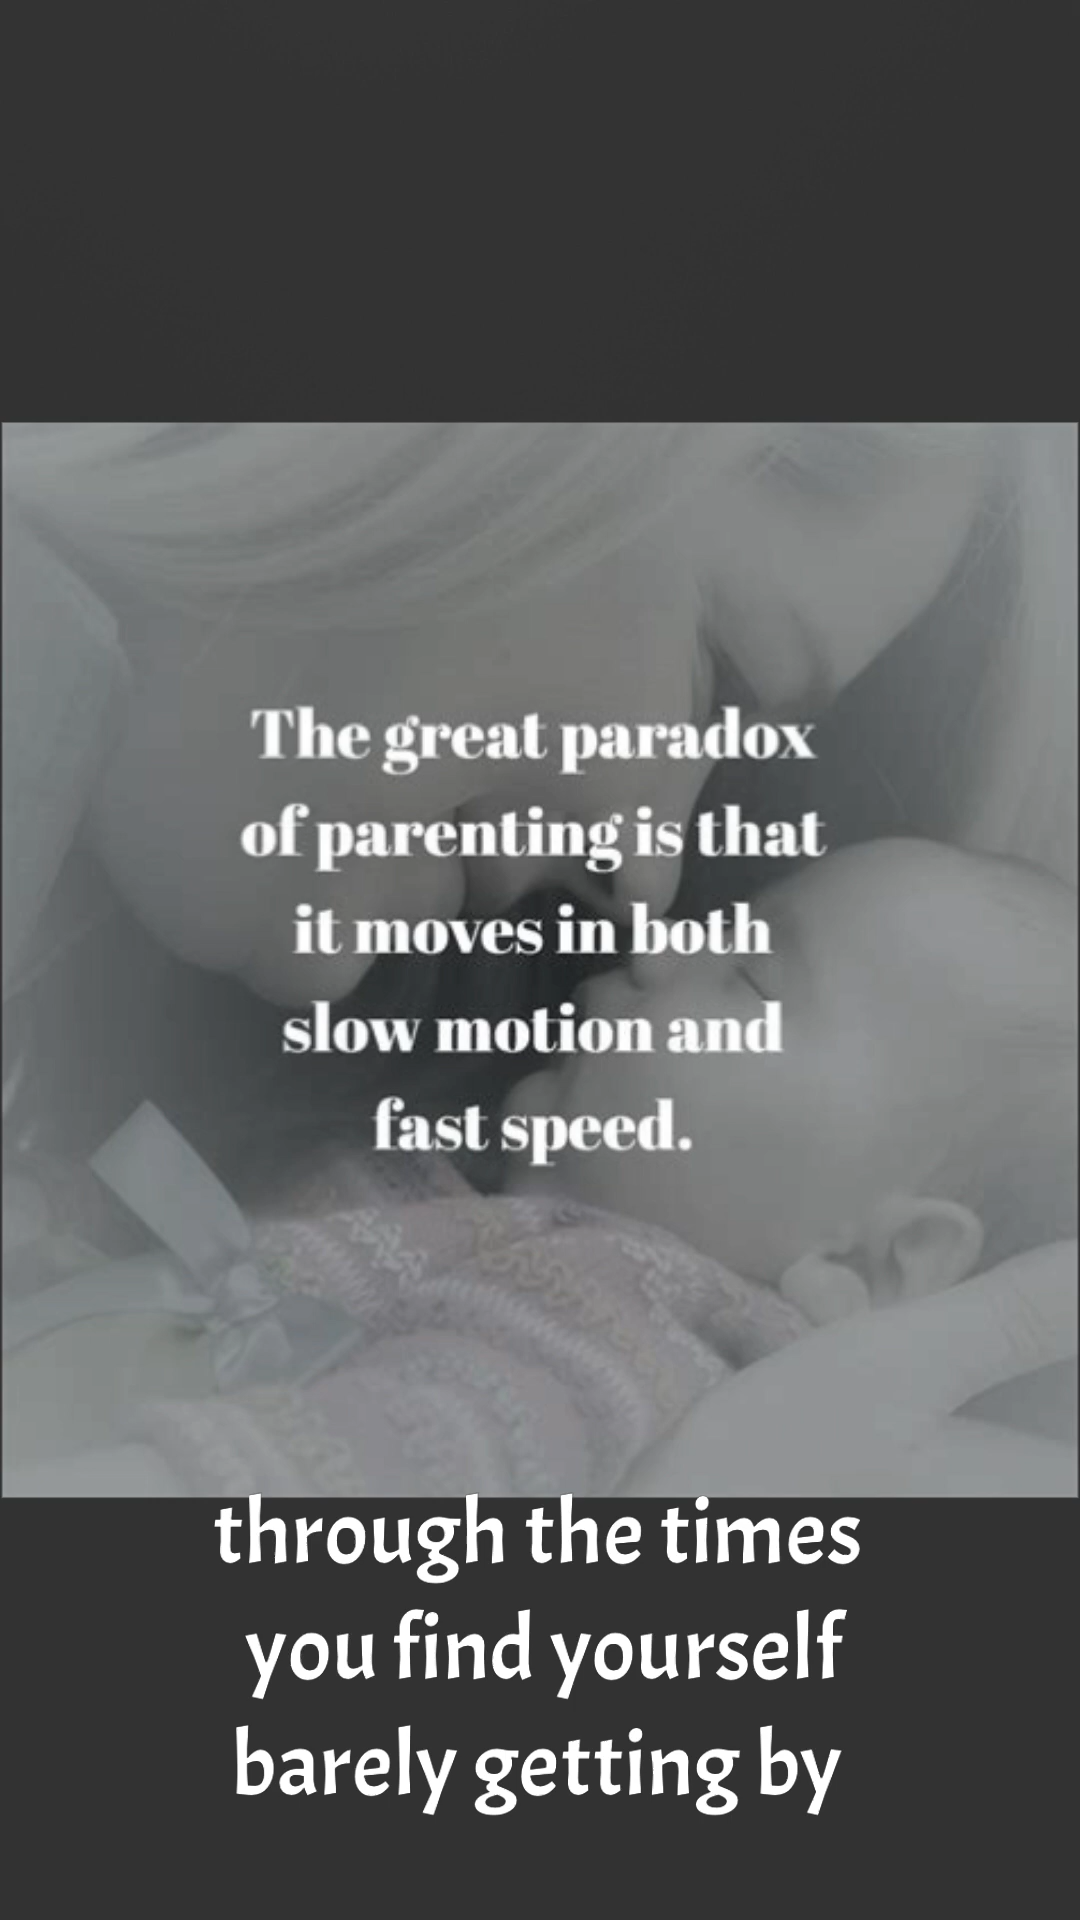 The great paradox
of parenting is that
it moves in both
slow motion and
fast speed.
through the times
you find yourself
barely getting by